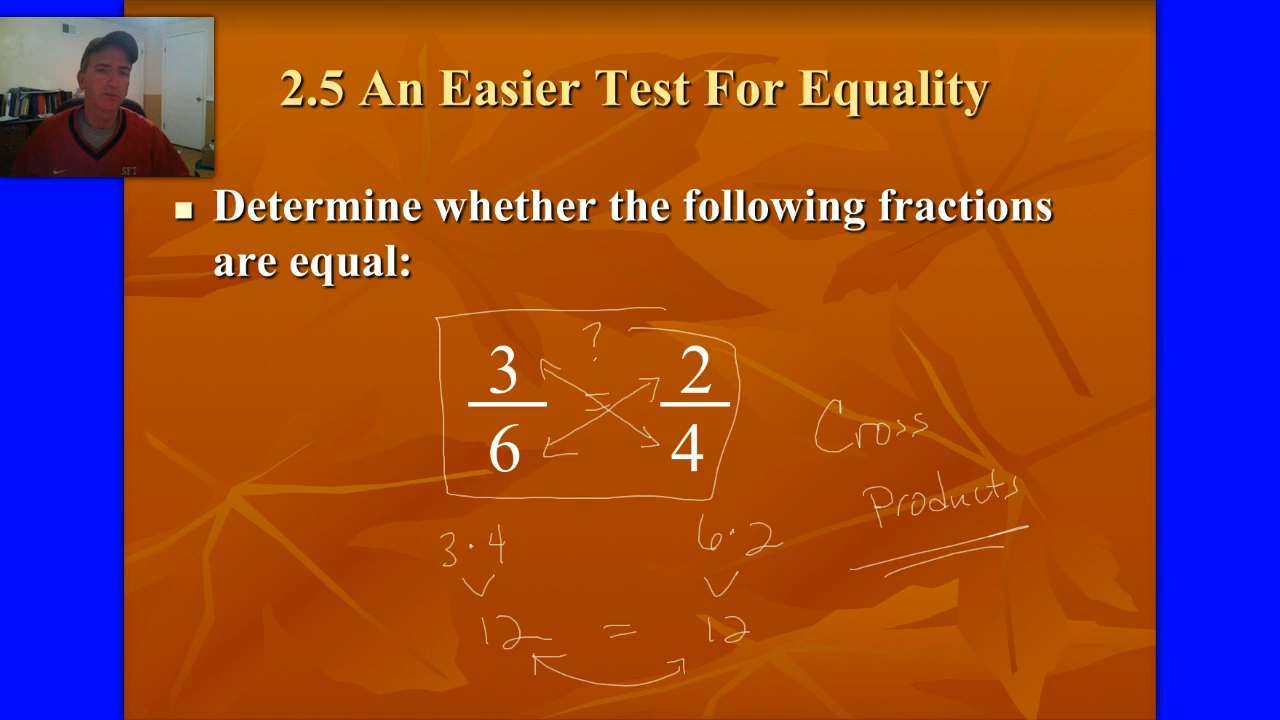 2.5 An Easier Test For Equality
SFT
■ Determine whether the following fractions
are equal:
?
3 = 2
6 4
Cross
Products
3·4 6·2
12 = 12